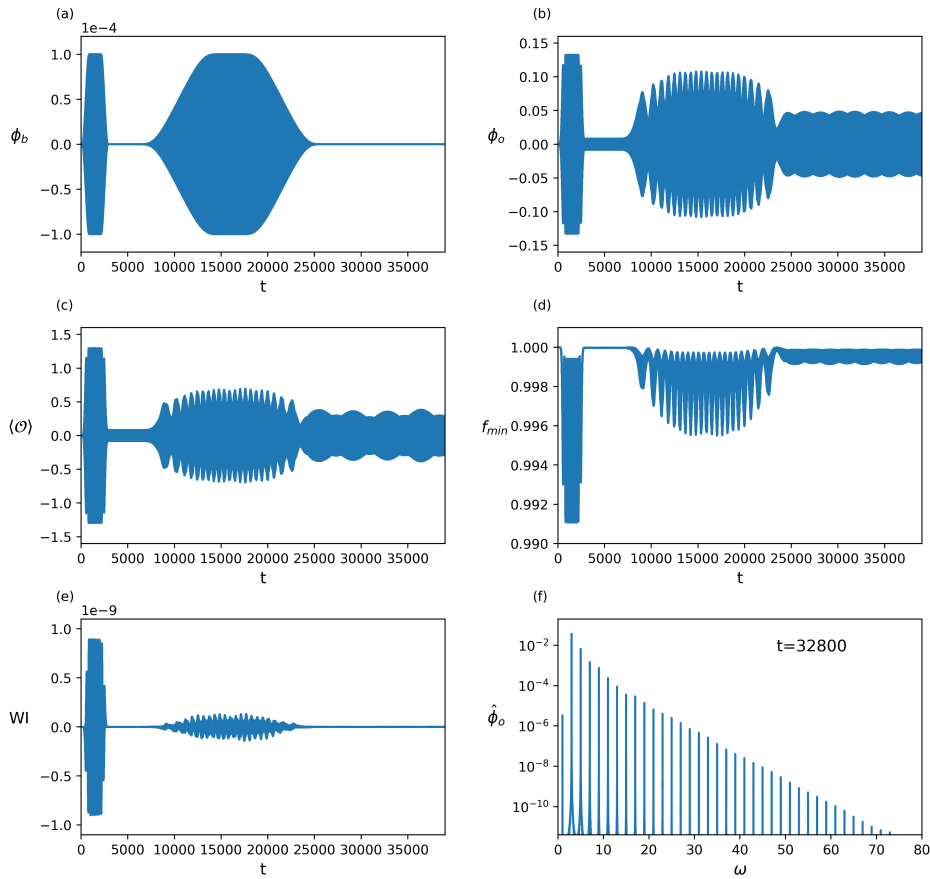 (a)
1e−4
1.0
0.5
0.0
−0.5
−1.0
ϕb
0 5000 10000 15000 20000 25000 30000 35000
t
(b)
0.15
0.10
0.05
0.00
−0.05
−0.10
−0.15
ϕo
0 5000 10000 15000 20000 25000 30000 35000
t
(c)
1.5
1.0
0.5
0.0
−0.5
−1.0
−1.5
⟨𝒪⟩
0 5000 10000 15000 20000 25000 30000 35000
t
(d)
1.000
0.998
0.996
0.994
0.992
0.990
fmin
0 5000 10000 15000 20000 25000 30000 35000
t
(e)
1e−9
1.0
0.5
0.0
−0.5
−1.0
WI
0 5000 10000 15000 20000 25000 30000 35000
t
(f)
t=32800
10⁻²
10⁻⁴
10⁻⁶
10⁻⁸
10⁻¹⁰
ϕ̂o
0 10 20 30 40 50 60 70 80
ω